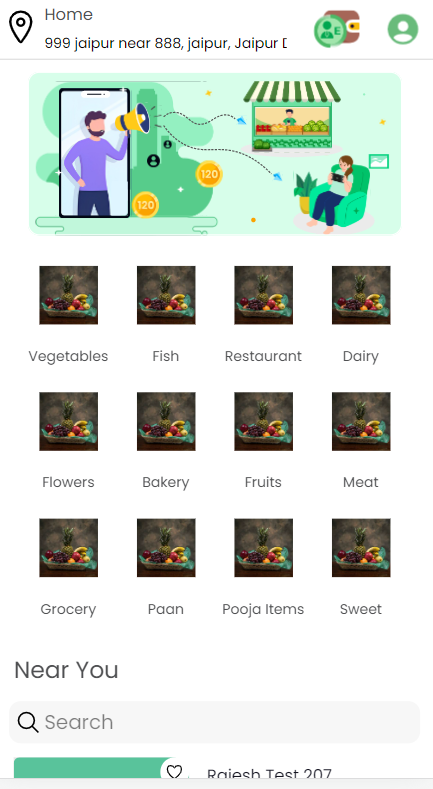 Home
999 jaipur near 888, jaipur, Jaipur
E
120
120
Vegetables Fish Restaurant Dairy
Flowers Bakery Fruits Meat
Grocery Paan Pooja Items Sweet
Near You
Search
Rajesh Test 207